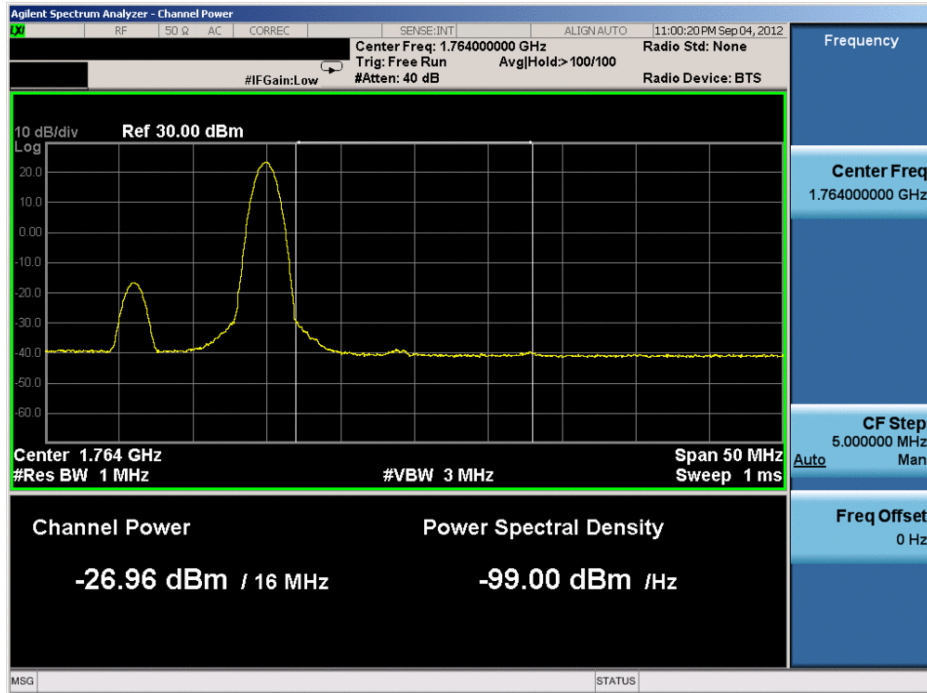 Agilent Spectrum Analyzer - Channel Power
LXI RF 50 Ω AC CORREC SENSE:INT ALIGNAUTO 11:00:20PM Sep 04, 2012
Center Freq: 1.764000000 GHz Radio Std: None
Trig: Free Run Avg|Hold:>100/100
#IFGain:Low #Atten: 40 dB Radio Device: BTS
10 dB/div Ref 30.00 dBm
Log
20.0
10.0
0.00
-10.0
-20.0
-30.0
-40.0
-50.0
-60.0
Center 1.764 GHz Span 50 MHz
#Res BW 1 MHz #VBW 3 MHz Sweep 1 ms
Channel Power Power Spectral Density
-26.96 dBm / 16 MHz -99.00 dBm /Hz
MSG STATUS
Frequency
Center Freq
1.764000000 GHz
CF Step
5.000000 MHz
Auto Man
Freq Offset
0 Hz